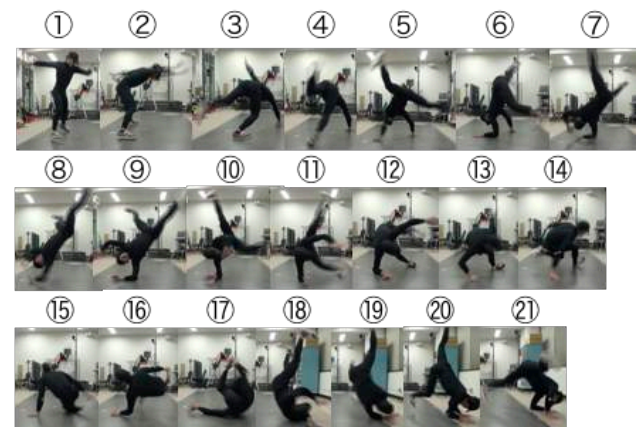 ① ② ③ ④ ⑤ ⑥ ⑦
⑧ ⑨ ⑩ ⑪ ⑫ ⑬ ⑭
⑮ ⑯ ⑰ ⑱ ⑲ ⑳ ㉑